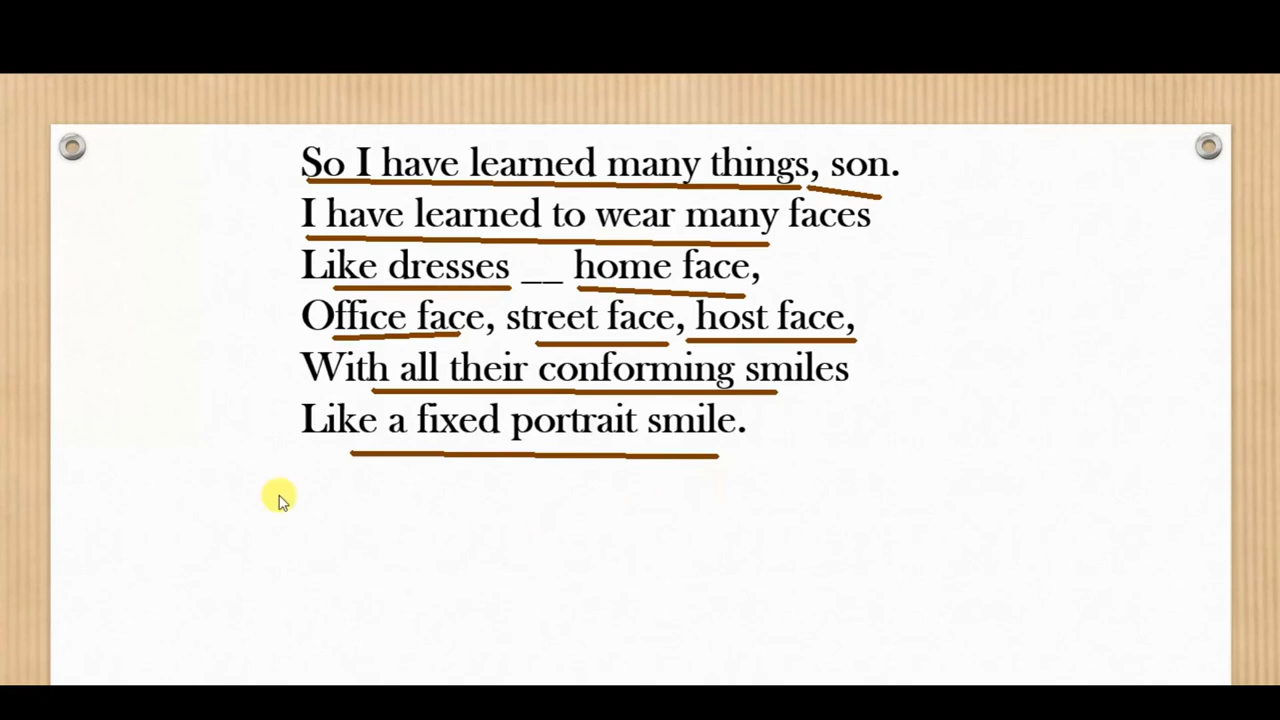 So I have learned many things, son.
I have learned to wear many faces
Like dresses __ home face,
Office face, street face, host face,
With all their conforming smiles
Like a fixed portrait smile.